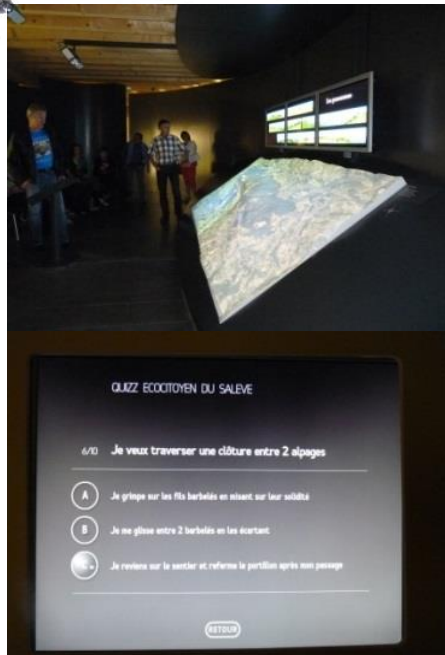 Les panoramas
QUIZZ ECOCITOYEN DU SALEVE
6/10 Je veux traverser une clôture entre 2 alpages
A Je grimpe sur les fils barbelés en misant sur leur solidité
B Je me glisse entre 2 barbelés en les écartant
C Je reviens sur le sentier et referme le portillon après mon passage
RETOUR